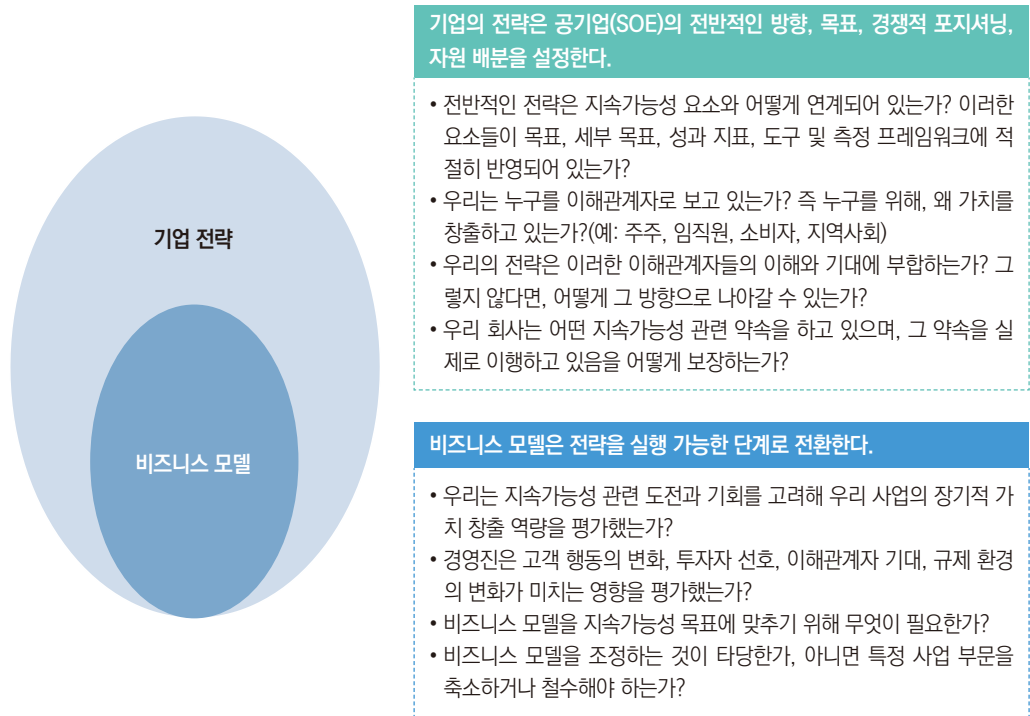 기업 전략
비즈니스 모델
기업의 전략은 공기업(SOE)의 전반적인 방향, 목표, 경쟁적 포지셔닝,
자원 배분을 설정한다.
• 전반적인 전략은 지속가능성 요소와 어떻게 연계되어 있는가? 이러한
요소들이 목표, 세부 목표, 성과 지표, 도구 및 측정 프레임워크에 적
절히 반영되어 있는가?
• 우리는 누구를 이해관계자로 보고 있는가? 즉 누구를 위해, 왜 가치를
창출하고 있는가?(예: 주주, 임직원, 소비자, 지역사회)
• 우리의 전략은 이러한 이해관계자들의 이해와 기대에 부합하는가? 그
렇지 않다면, 어떻게 그 방향으로 나아갈 수 있는가?
• 우리 회사는 어떤 지속가능성 관련 약속을 하고 있으며, 그 약속을 실
제로 이행하고 있음을 어떻게 보장하는가?
비즈니스 모델은 전략을 실행 가능한 단계로 전환한다.
• 우리는 지속가능성 관련 도전과 기회를 고려해 우리 사업의 장기적 가
치 창출 역량을 평가했는가?
• 경영진은 고객 행동의 변화, 투자자 선호, 이해관계자 기대, 규제 환경
의 변화가 미치는 영향을 평가했는가?
• 비즈니스 모델을 지속가능성 목표에 맞추기 위해 무엇이 필요한가?
• 비즈니스 모델을 조정하는 것이 타당한가, 아니면 특정 사업 부문을
축소하거나 철수해야 하는가?